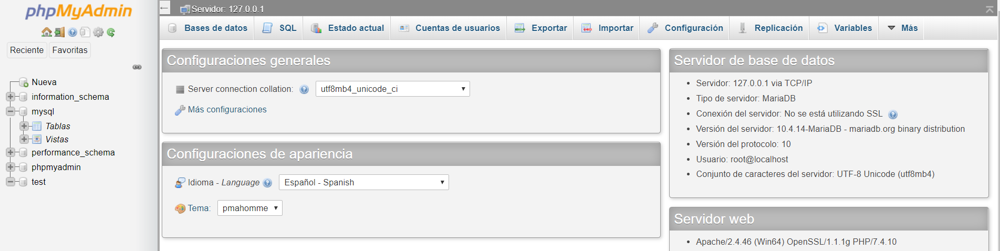 phpMyAdmin
Reciente Favoritas
Nueva
information_schema
mysql
Tablas
Vistas
performance_schema
phpmyadmin
test
Servidor: 127.0.0.1
Bases de datos SQL Estado actual Cuentas de usuarios Exportar Importar Configuración Replicación Variables Más
Configuraciones generales
Server connection collation: utf8mb4_unicode_ci
Más configuraciones
Configuraciones de apariencia
Idioma - Language Español - Spanish
Tema: pmahomme
Servidor de base de datos
Servidor: 127.0.0.1 via TCP/IP
Tipo de servidor: MariaDB
Conexión del servidor: No se está utilizando SSL
Versión del servidor: 10.4.14-MariaDB - mariadb.org binary distribution
Versión del protocolo: 10
Usuario: root@localhost
Conjunto de caracteres del servidor: UTF-8 Unicode (utf8mb4)
Servidor web
Apache/2.4.46 (Win64) OpenSSL/1.1.1g PHP/7.4.10